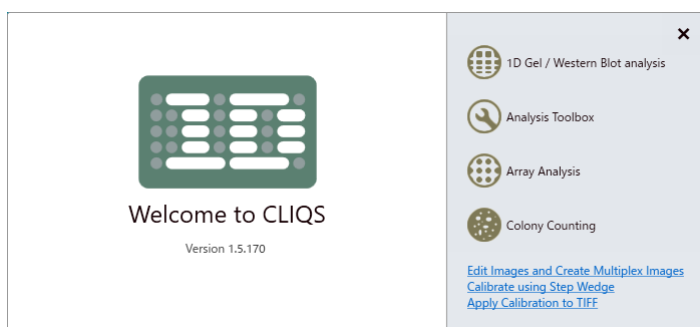 Welcome to CLIQS
Version 1.5.170
1D Gel / Western Blot analysis
Analysis Toolbox
Array Analysis
Colony Counting
Edit Images and Create Multiplex Images
Calibrate using Step Wedge
Apply Calibration to TIFF